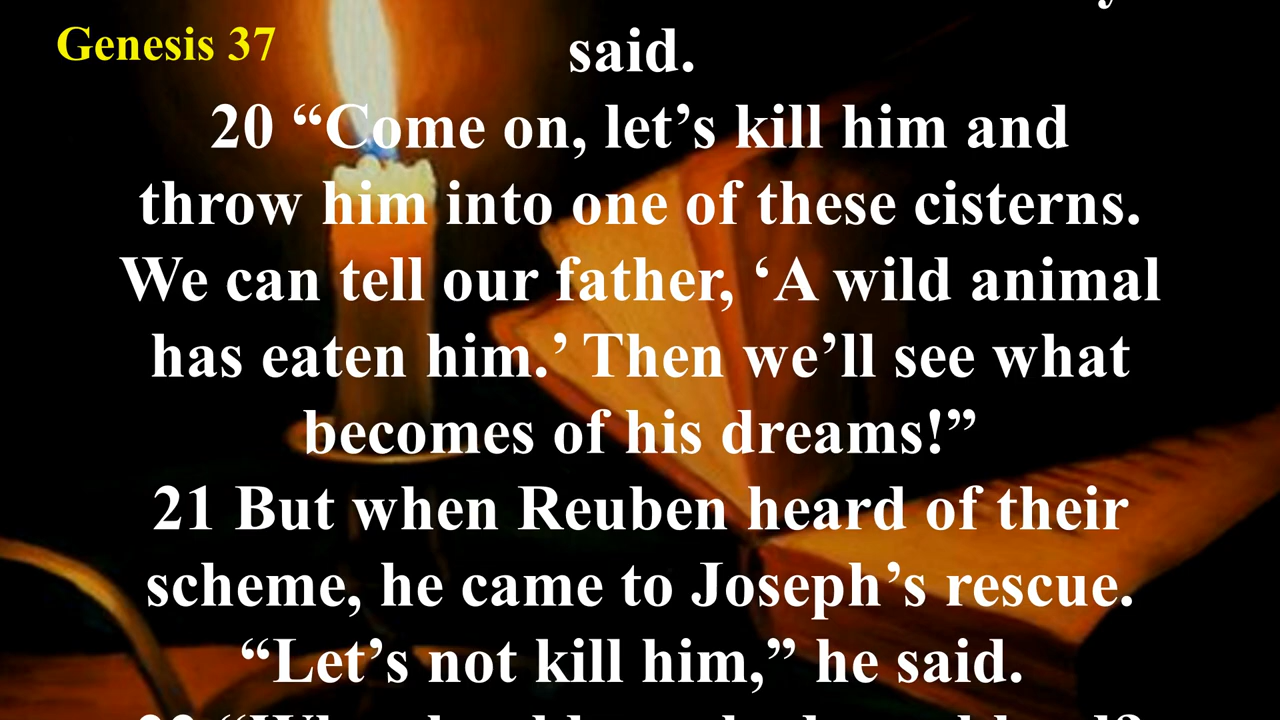 Genesis 37
said.
20 “Come on, let’s kill him and
throw him into one of these cisterns.
We can tell our father, ‘A wild animal
has eaten him.’ Then we’ll see what
becomes of his dreams!”
21 But when Reuben heard of their
scheme, he came to Joseph’s rescue.
“Let’s not kill him,” he said.